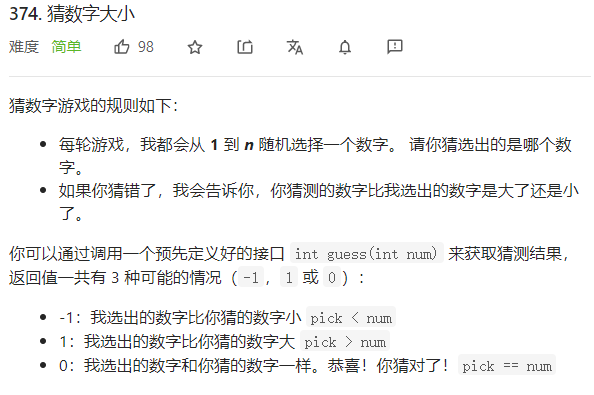 374. 猜数字大小
难度 简单 98
猜数字游戏的规则如下：
每轮游戏，我都会从 1 到 n 随机选择一个数字。 请你猜选出的是哪个数
字。
如果你猜错了，我会告诉你，你猜测的数字比我选出的数字是大了还是小
了。
你可以通过调用一个预先定义好的接口 int guess(int num) 来获取猜测结果，
返回值一共有 3 种可能的情况（-1，1 或 0）：
-1：我选出的数字比你猜的数字小 pick < num
1：我选出的数字比你猜的数字大 pick > num
0：我选出的数字和你猜的数字一样。恭喜！你猜对了！pick == num